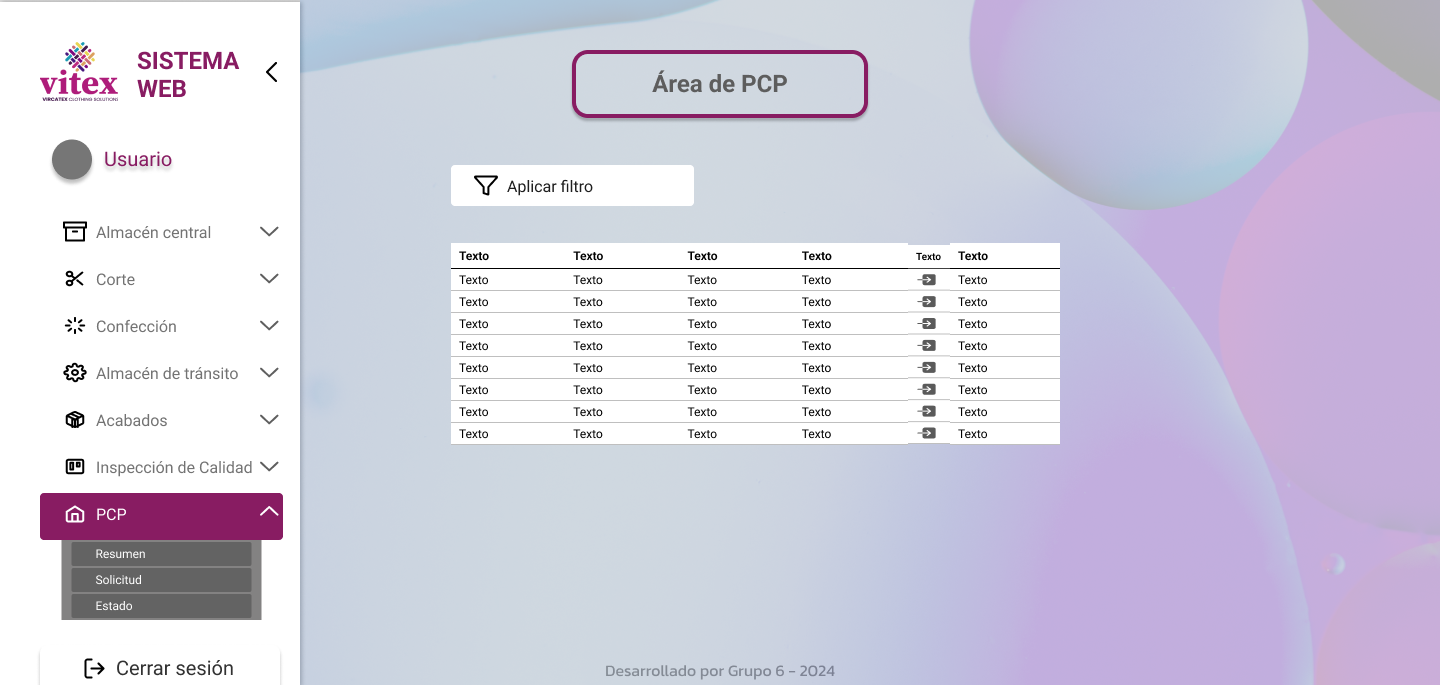 vitex
VIRCATEX CLOTHING SOLUTIONS
SISTEMA
WEB
Usuario
Almacén central
Corte
Confección
Almacén de tránsito
Acabados
Inspección de Calidad
PCP
Resumen
Solicitud
Estado
Cerrar sesión
Área de PCP
Aplicar filtro
Texto Texto Texto Texto Texto Texto
Texto Texto Texto Texto Texto
Texto Texto Texto Texto Texto
Texto Texto Texto Texto Texto
Texto Texto Texto Texto Texto
Texto Texto Texto Texto Texto
Texto Texto Texto Texto Texto
Texto Texto Texto Texto Texto
Texto Texto Texto Texto Texto
Desarrollado por Grupo 6 - 2024